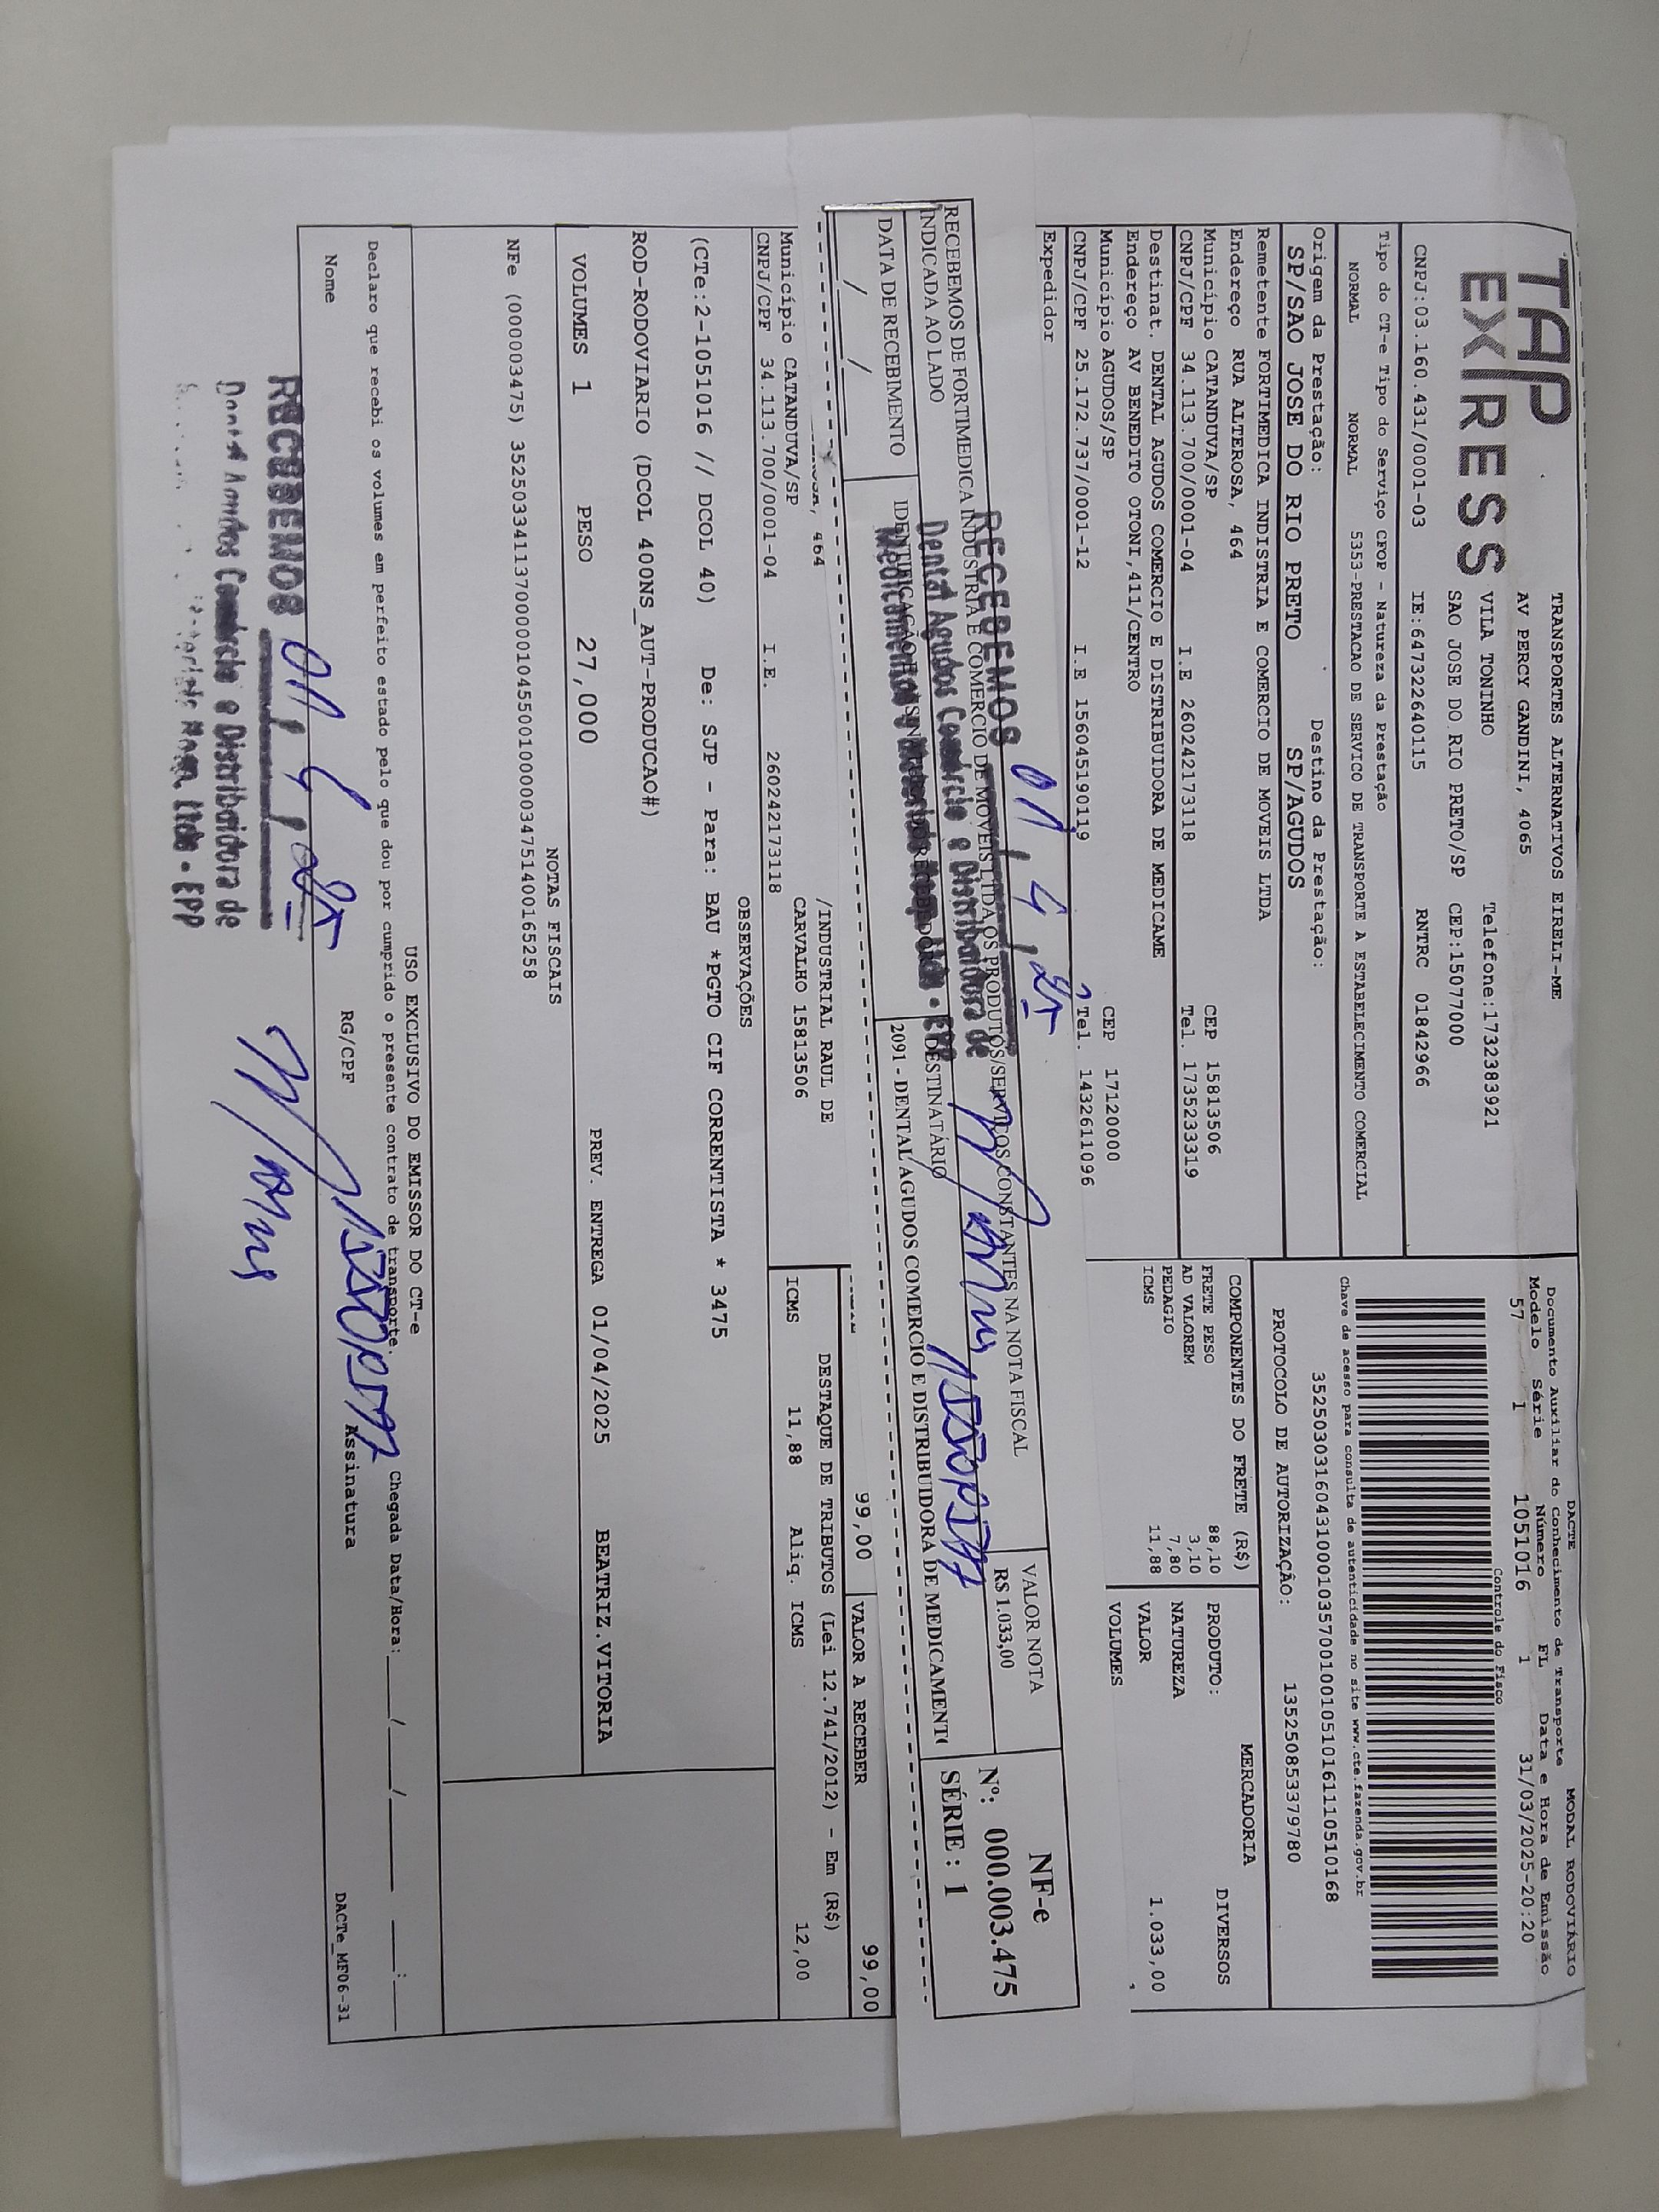 TAP
EXPRESS
TRANSPORTES ALTERNATIVOS EIRELI-ME
AV PERCY GANDINI, 4065
VILA TONINHO Telefone:1732383921
SAO JOSE DO RIO PRETO/SP CEP:15077000
CNPJ:03.160.431/0001-03 IE:647322640115 RNTRC 01842966
Tipo do CT-e Tipo do Serviço CFOP - Natureza da Prestação
NORMAL NORMAL 5353-PRESTACAO DE SERVICO DE TRANSPORTE A ESTABELECIMENTO COMERCIAL
Origem da Prestação: Destino da Prestação:
SP/SAO JOSE DO RIO PRETO SP/AGUDOS
DACTE MODAL RODOVIÁRIO
Documento Auxiliar do Conhecimento de Transporte
Modelo Série Número FL Data e Hora de Emissão
57 1 1051016 1 31/03/2025-20:20
Controle do Fisco
Chave de acesso para consulta de autenticidade no site www.cte.fazenda.gov.br
35250303160431000103570010010510161110510168
PROTOCOLO DE AUTORIZAÇÃO: 135250853379780
Remetente FORTIMEDICA INDISTRIA E COMERCIO DE MOVEIS LTDA
Endereço RUA ALTEROSA, 464
Município CATANDUVA/SP CEP 15813506
CNPJ/CPF 34.113.700/0001-04 I.E. 260242173118 Tel. 1735233319
Destinat. DENTAL AGUDOS COMERCIO E DISTRIBUIDORA DE MEDICAME
Endereço AV BENEDITO OTONI,411/CENTRO
Município AGUDOS/SP CEP 17120000
CNPJ/CPF 25.172.737/0001-12 I.E 156045190119 Tel. 1432611096
Expedidor
COMPONENTES DO FRETE (R$)
FRETE PESO 88,10
AD VALOREM 3,10
PEDAGIO 7,80
ICMS 11,88
MERCADORIA
PRODUTO: DIVERSOS
NATUREZA
VALOR 1.033,00
VOLUMES
RECEBEMOS DE FORTIMEDICA INDUSTRIA E COMERCIO DE MOVEIS LTDA OS PRODUTOS/SERVIÇOS CONSTANTES NA NOTA FISCAL
INDICADA AO LADO
VALOR NOTA
R$ 1.033,00
NF-e
Nº: 000.003.475
SÉRIE : 1
DATA DE RECEBIMENTO
/ /
DESTINATÁRIO
2091 - DENTAL AGUDOS COMERCIO E DISTRIBUIDORA DE MEDICAMENT
RECEBEMOS 01, 4, 25
Dental Agudos Comércio e Distribuidora de
464
Município CATANDUVA/SP
CNPJ/CPF 34.113.700/0001-04 I.E. 260242173118
/INDUSTRIAL RAUL DE
CARVALHO 15813506
99,00
VALOR A RECEBER 99,00
DESTAQUE DE TRIBUTOS (Lei 12.741/2012) - Em (R$)
ICMS 11,88 Aliq. ICMS 12,00
OBSERVAÇÕES
(CTe:2-1051016 // DCOL 40) De: SJP - Para: BAU *PGTO CIF CORRENTISTA * 3475
ROD-RODOVIARIO (DCOL 400NS_AUT-PRODUCAO#)
VOLUMES 1 PESO 27,000 PREV. ENTREGA 01/04/2025 BEATRIZ.VITORIA
NOTAS FISCAIS
NFe (000003475) 35250334113700000104550010000034751400165258
USO EXCLUSIVO DO EMISSOR DO CT-e
Declaro que recebi os volumes em perfeito estado pelo que dou por cumprido o presente contrato de transporte.
Chegada Data/Hora: / / :
Nome RG/CPF Assinatura
DACTe_MF06-31
RECEBEMOS 01, 4, 25
Dental Agudos Comércio e Distribuidora de
Ltda - EPP